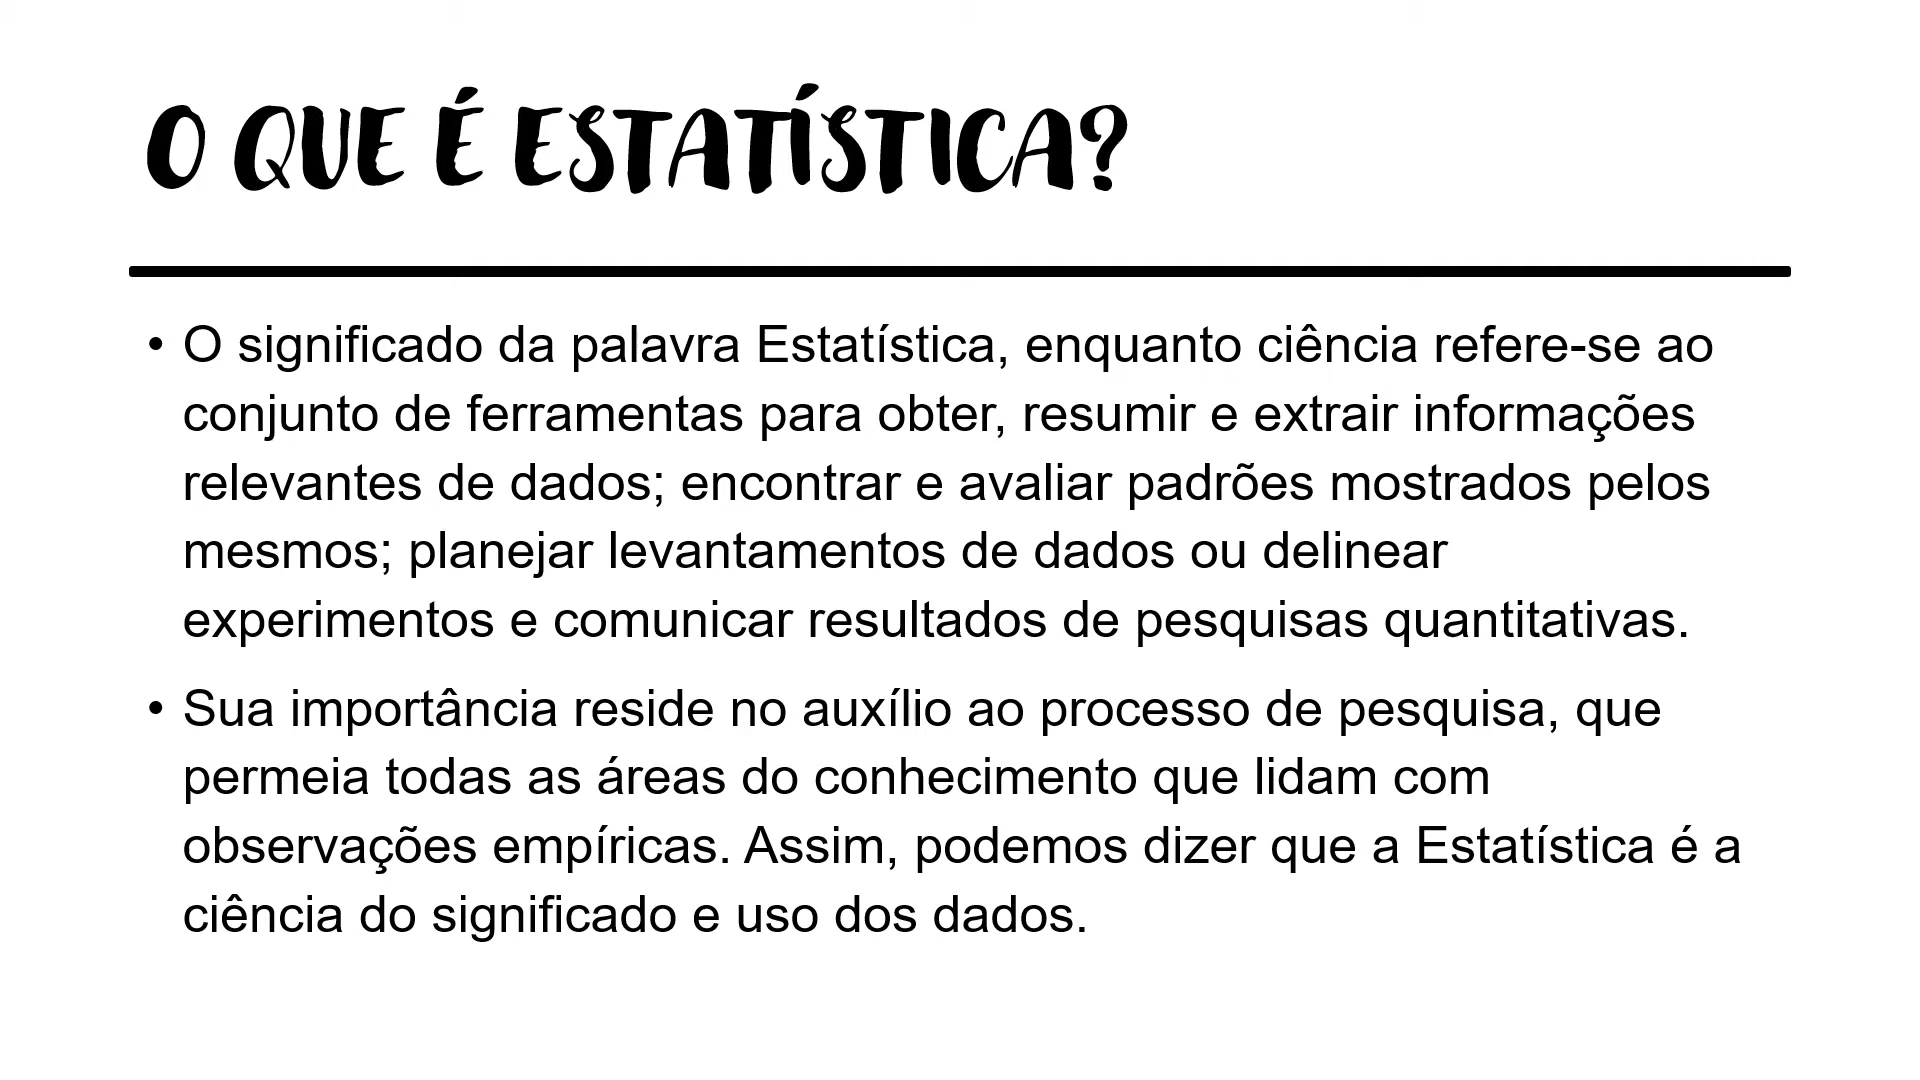 O QUE É ESTATÍSTICA?
• O significado da palavra Estatística, enquanto ciência refere-se ao
conjunto de ferramentas para obter, resumir e extrair informações
relevantes de dados; encontrar e avaliar padrões mostrados pelos
mesmos; planejar levantamentos de dados ou delinear
experimentos e comunicar resultados de pesquisas quantitativas.
• Sua importância reside no auxílio ao processo de pesquisa, que
permeia todas as áreas do conhecimento que lidam com
observações empíricas. Assim, podemos dizer que a Estatística é a
ciência do significado e uso dos dados.